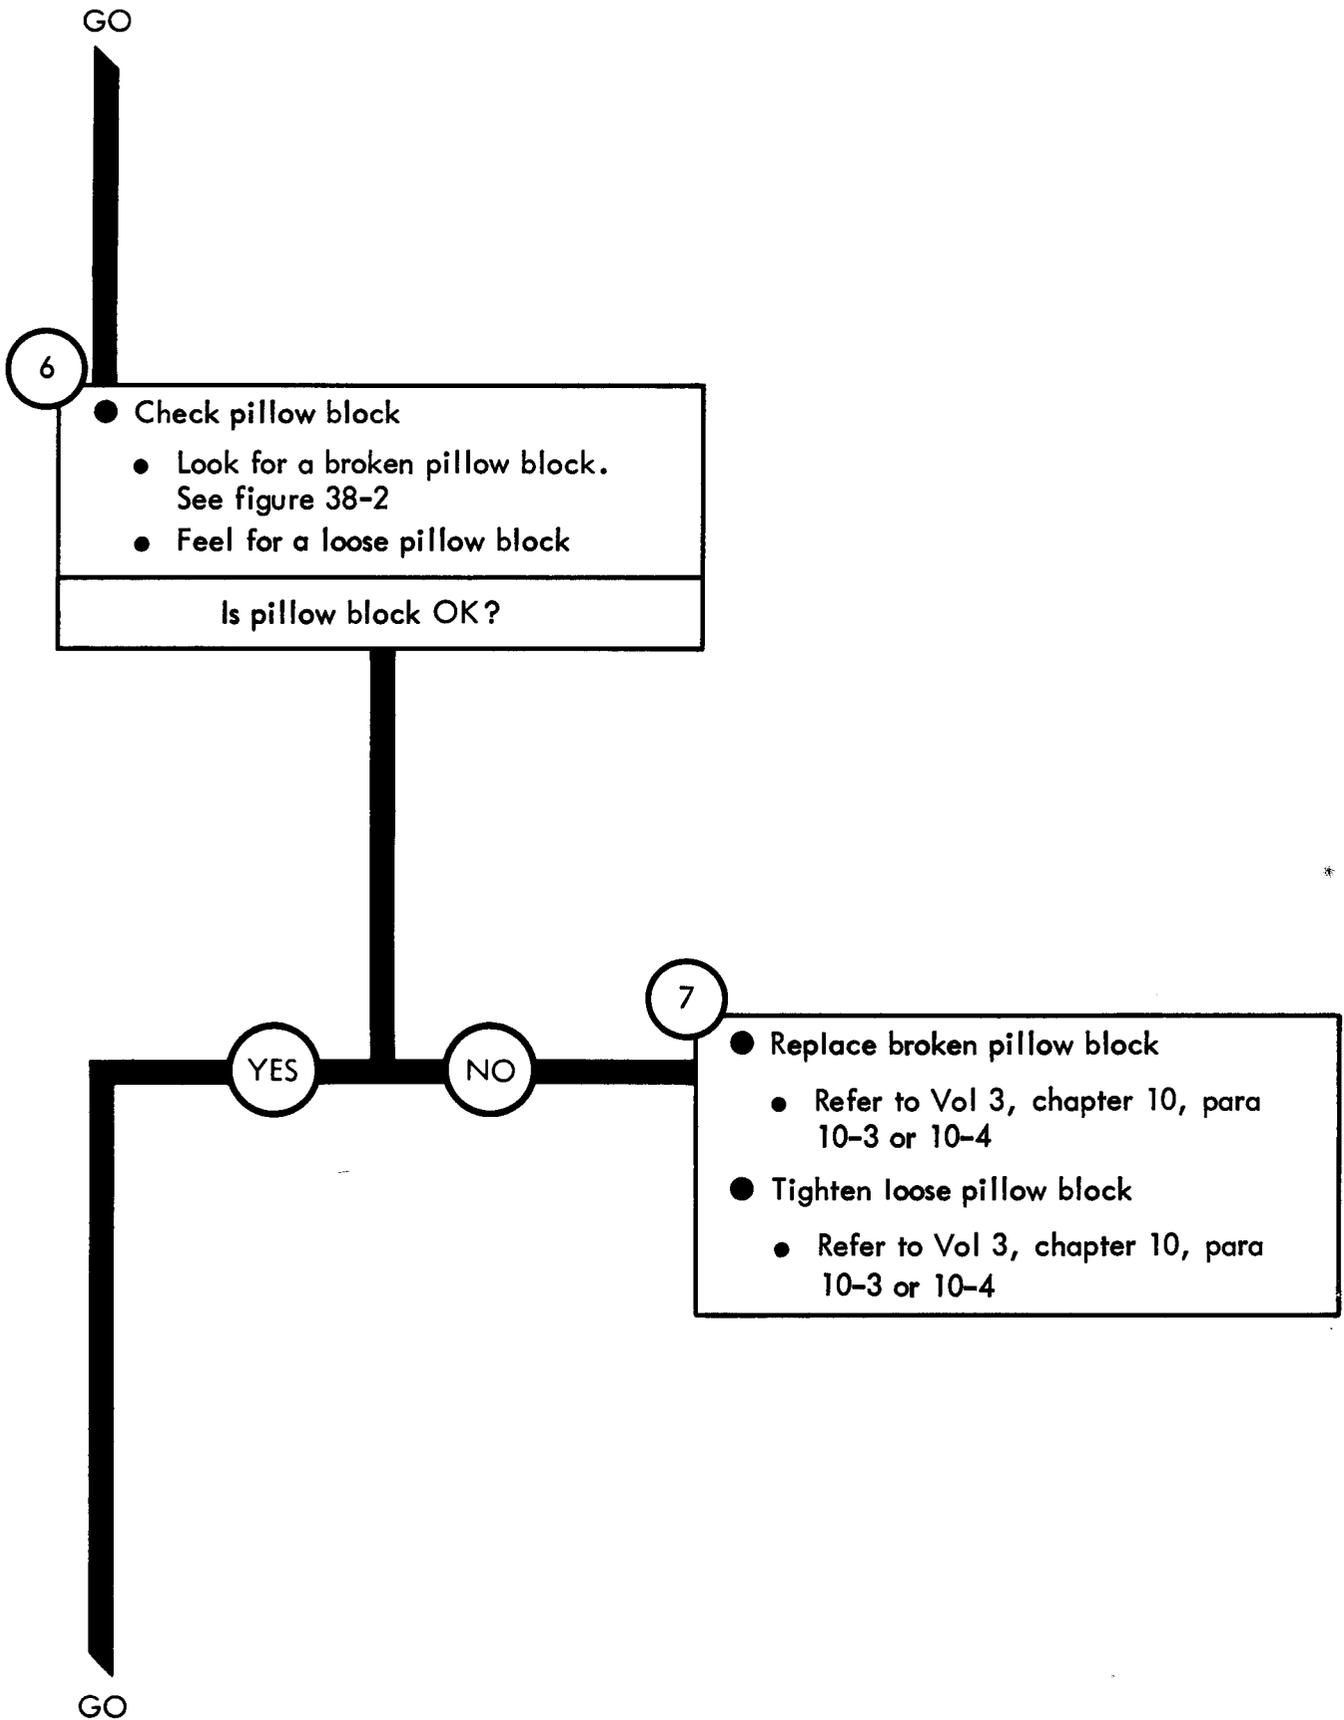 GO
6
● Check pillow block
● Look for a broken pillow block.
See figure 38-2
● Feel for a loose pillow block
Is pillow block OK?
YES
NO
7
● Replace broken pillow block
● Refer to Vol 3, chapter 10, para
10-3 or 10-4
● Tighten loose pillow block
● Refer to Vol 3, chapter 10, para
10-3 or 10-4
GO